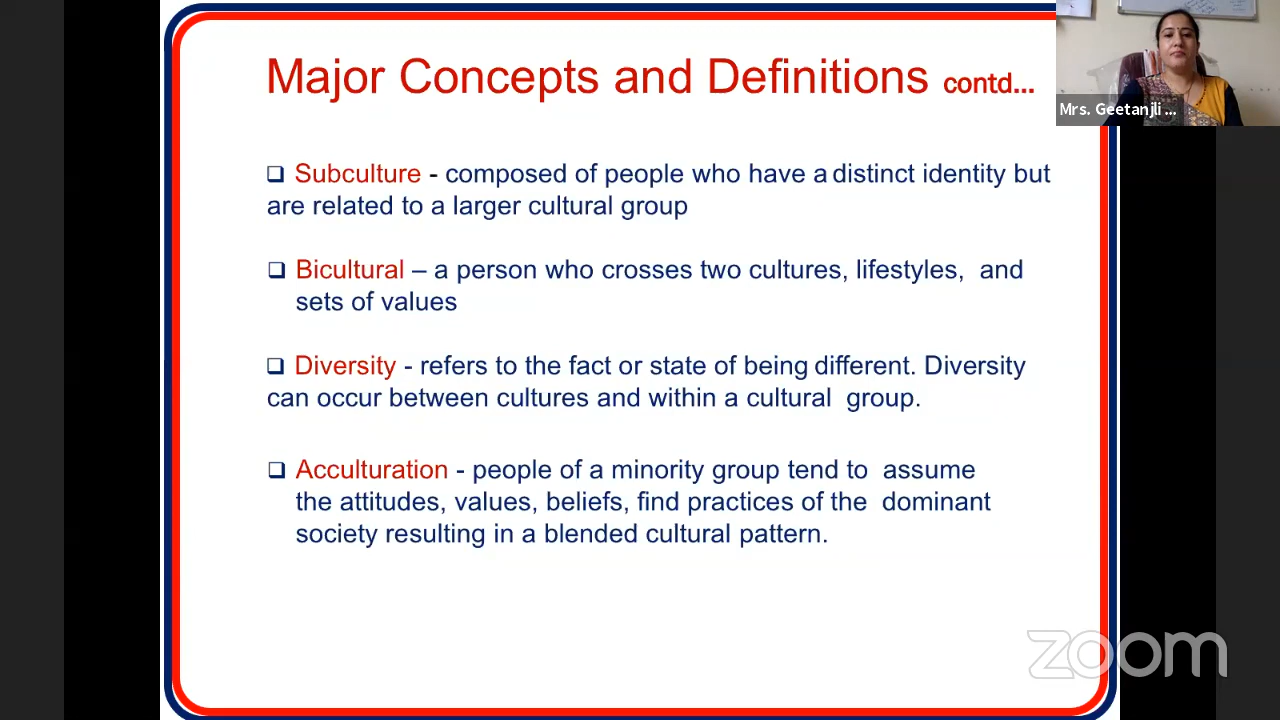 Major Concepts and Definitions contd...
Mrs. Geetanjli ...
Subculture - composed of people who have a distinct identity but
are related to a larger cultural group
Bicultural – a person who crosses two cultures, lifestyles, and
sets of values
Diversity - refers to the fact or state of being different. Diversity
can occur between cultures and within a cultural group.
Acculturation - people of a minority group tend to assume
the attitudes, values, beliefs, find practices of the dominant
society resulting in a blended cultural pattern.
zoom